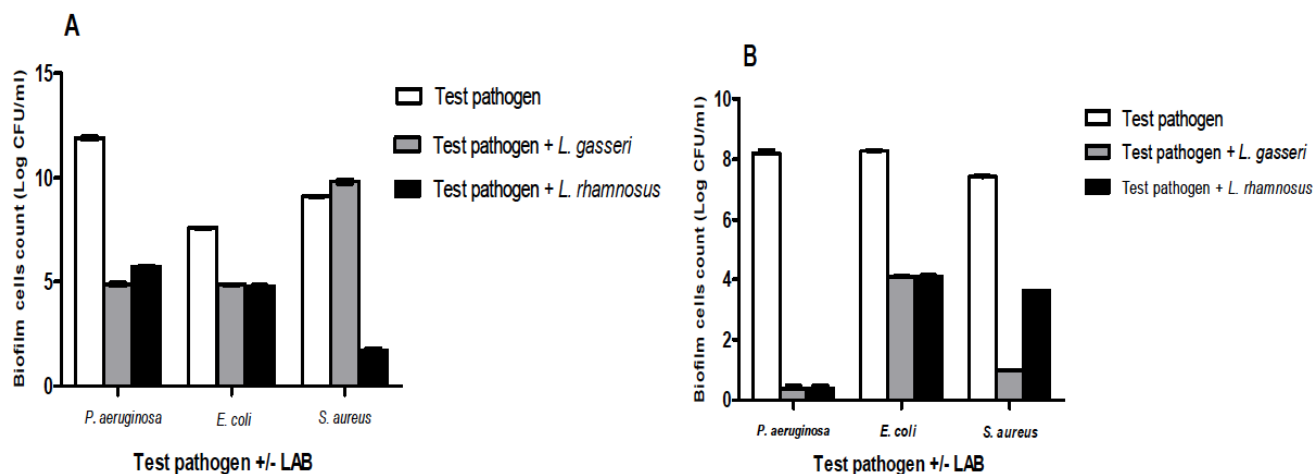 A
Biofilm cells count (Log CFU/ml)
15
10
5
0
P. aeruginosa
E. coli
S. aureus
Test pathogen +/- LAB
Test pathogen
Test pathogen + L. gasseri
Test pathogen + L. rhamnosus
B
Biofilm cells count (Log CFU/ml)
10
8
6
4
2
0
P. aeruginosa
E. coli
S. aureus
Test pathogen +/- LAB
Test pathogen
Test pathogen + L. gasseri
Test pathogen + L. rhamnosus